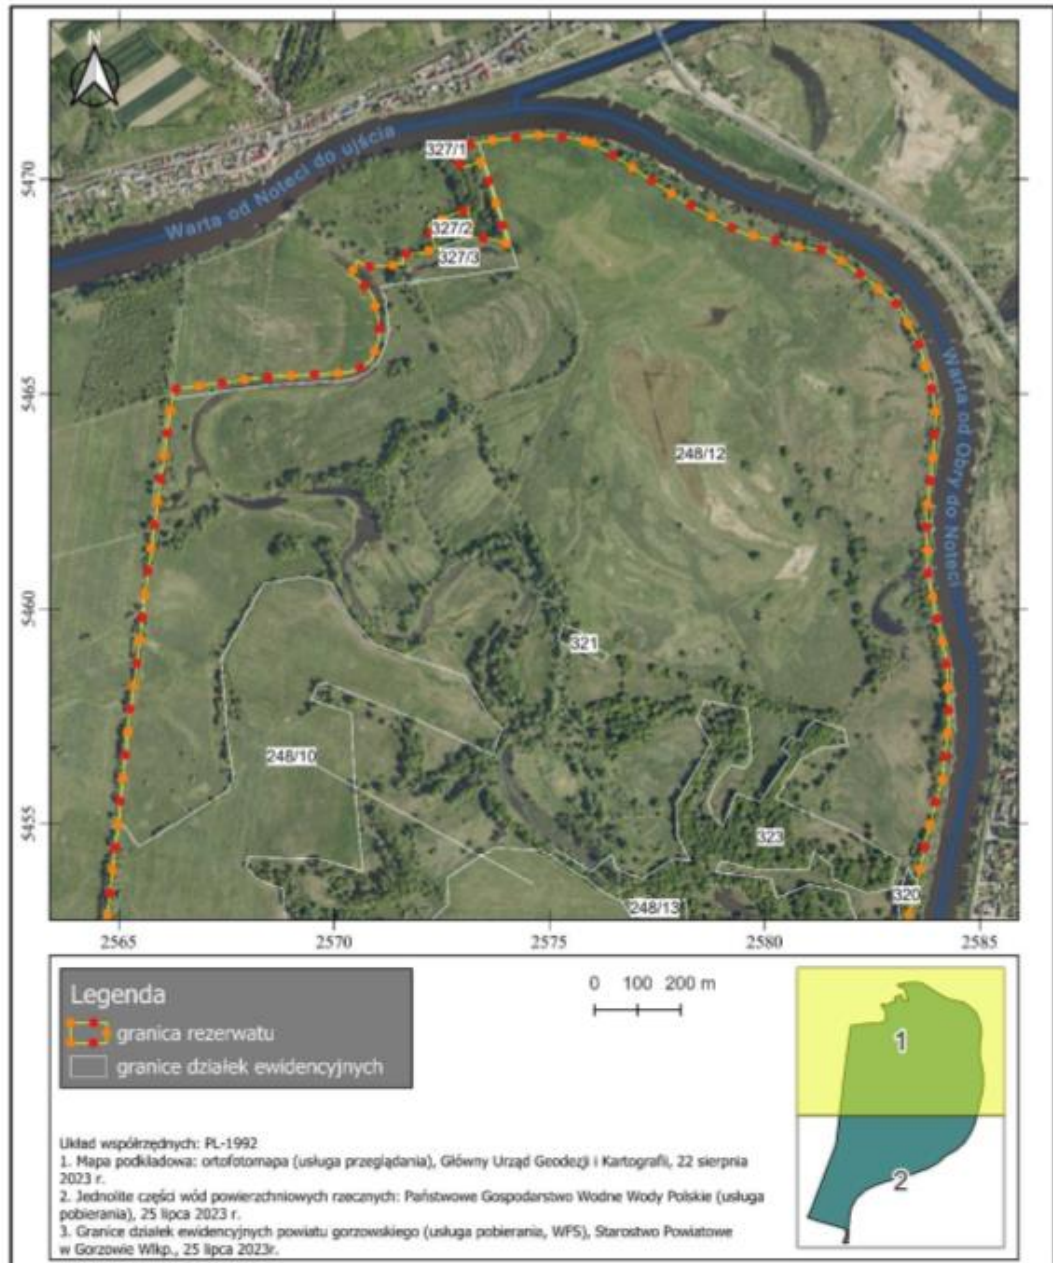 N
Warta od Noteci do ujścia
327/1
327/2
327/3
Warta od Obry do Noteci
248/12
321
248/10
323
320
248/13
5470
5465
5460
5455
2565
2570
2575
2580
2585
Legenda
granica rezerwatu
granice działek ewidencyjnych
0 100 200 m
1
2
Układ współrzędnych: PL-1992
1. Mapa podkładowa: ortofotomapa (usługa przeglądania), Główny Urząd Geodezji i Kartografii, 22 sierpnia
2023 r.
2. Jednolite części wód powierzchniowych rzecznych: Państwowe Gospodarstwo Wodne Wody Polskie (usługa
pobierania), 25 lipca 2023 r.
3. Granice działek ewidencyjnych powiatu gorzowskiego (usługa pobierania, WFS), Starostwo Powiatowe
w Gorzowie Wlkp., 25 lipca 2023r.